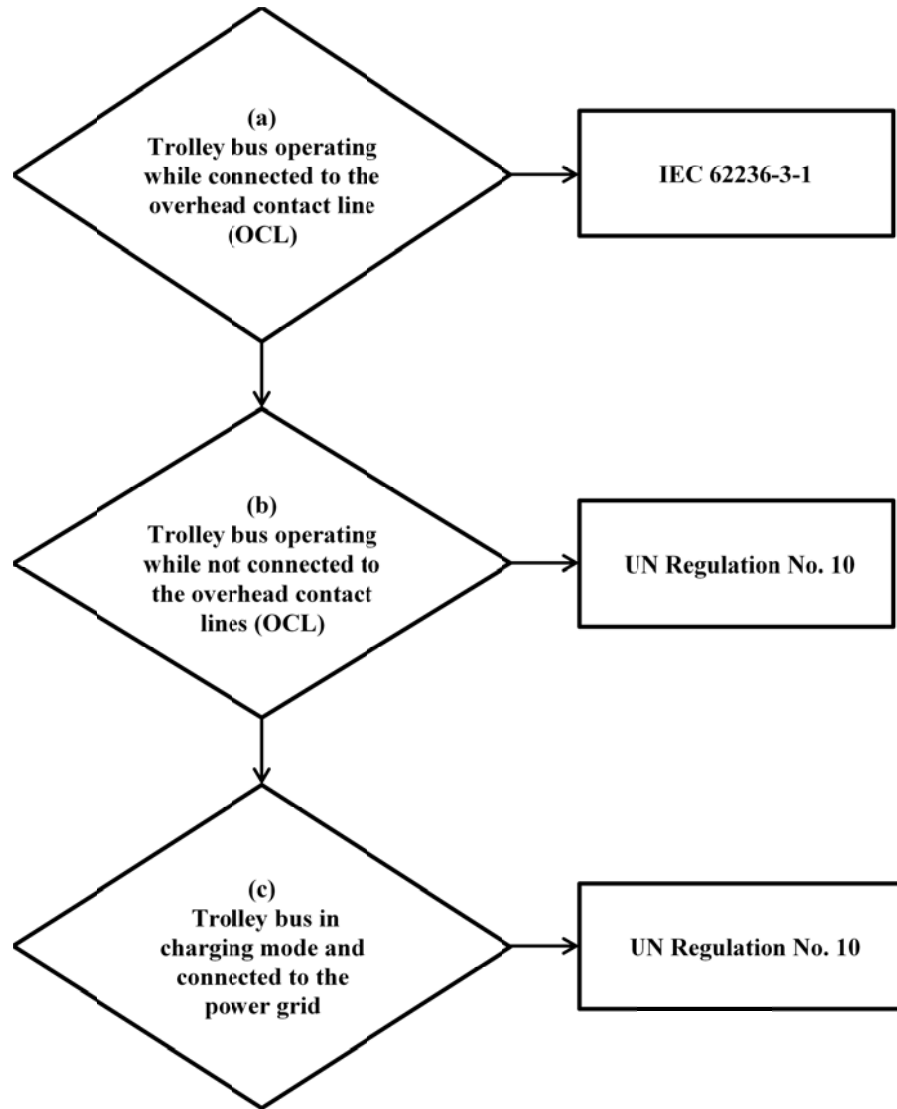 (a)
Trolley bus operating
while connected to the
overhead contact line
(OCL)
IEC 62236-3-1
(b)
Trolley bus operating
while not connected to
the overhead contact
lines (OCL)
UN Regulation No. 10
(c)
Trolley bus in
charging mode and
connected to the
power grid
UN Regulation No. 10